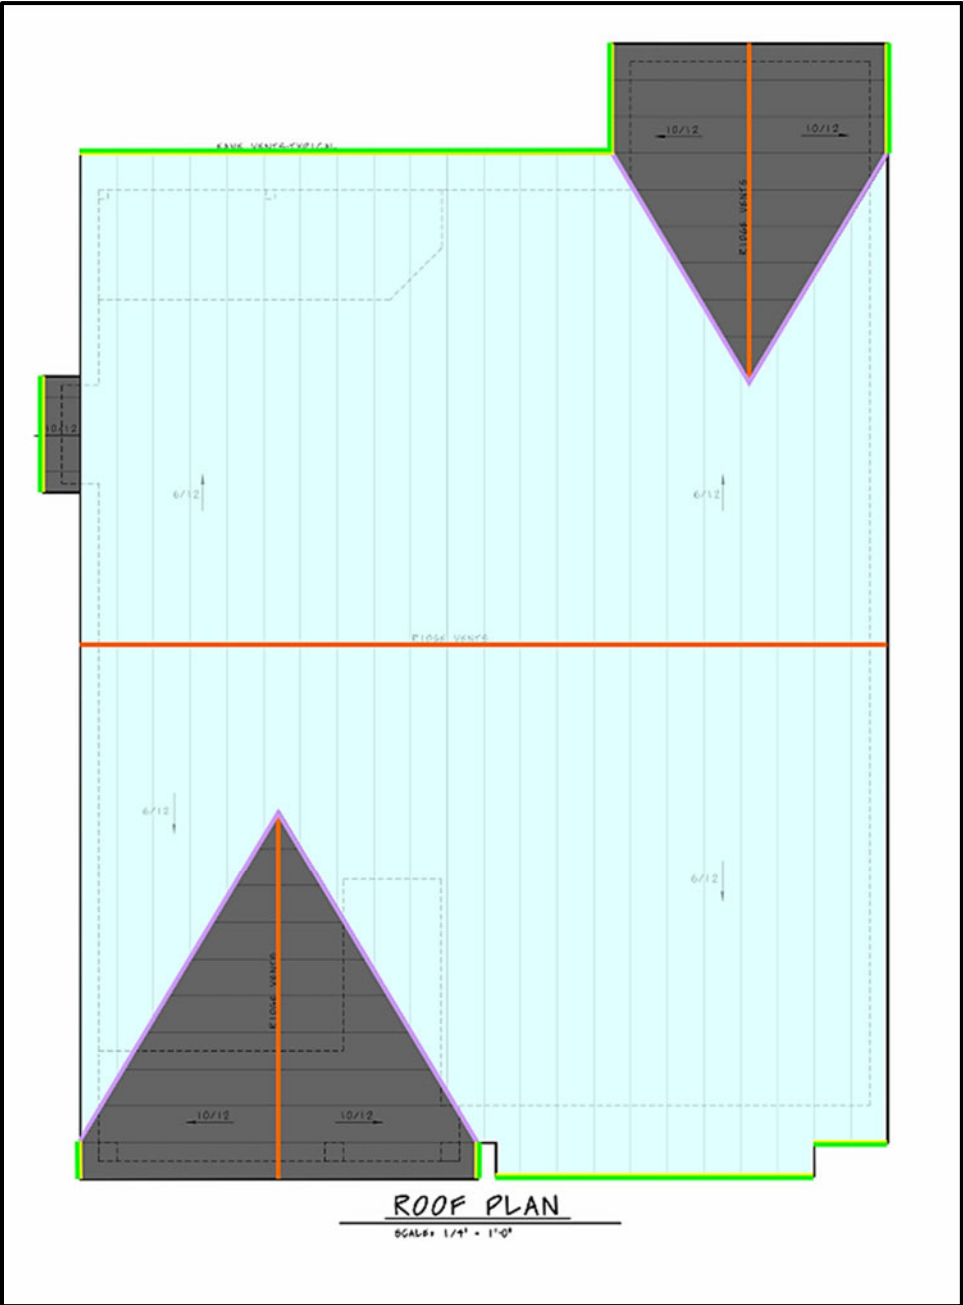 EAVE VENTS-TYPICAL
10/12 10/12
RIDGE VENTS
10/12
6/12 6/12
RIDGE VENTS
6/12
6/12
RIDGE VENTS
10/12 10/12
ROOF PLAN
SCALE: 1/4" = 1'-0"